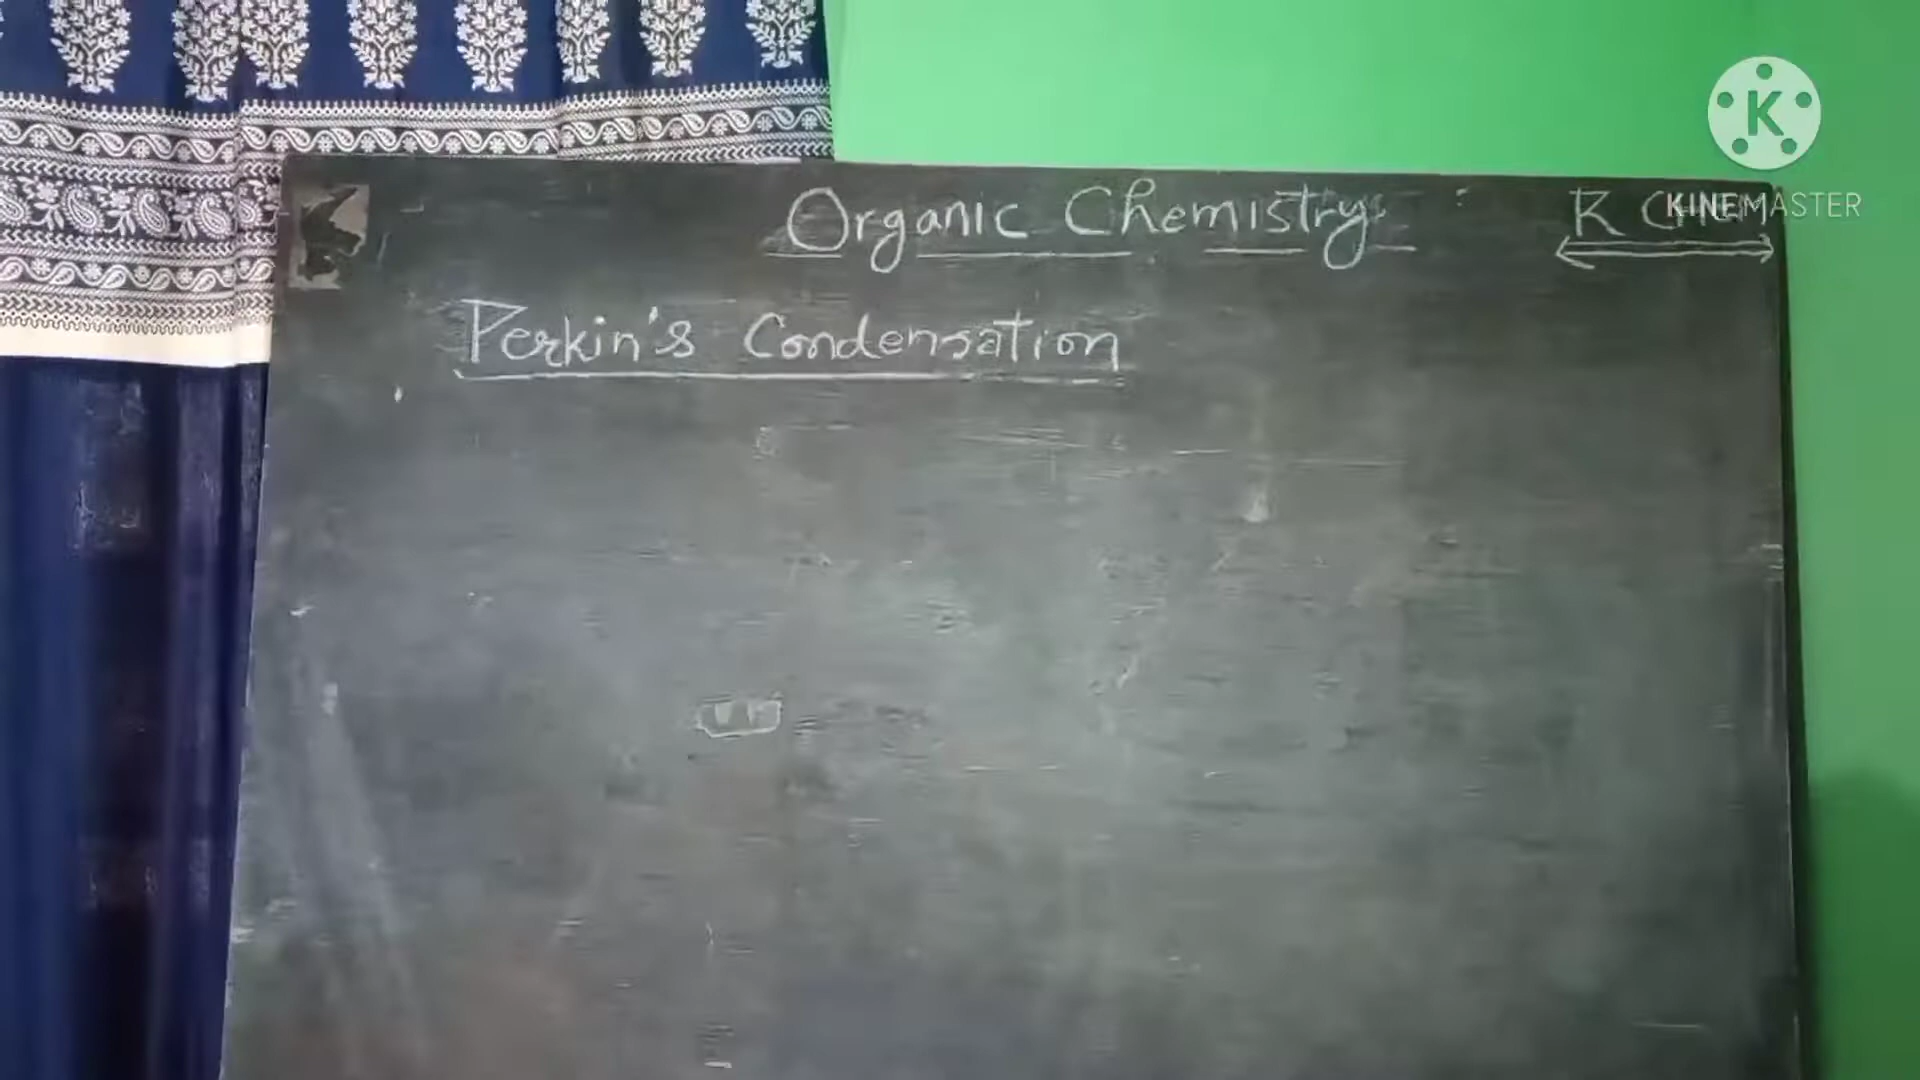 K
KINEMASTER
Organic Chemistry
R
Perkin's Condensation